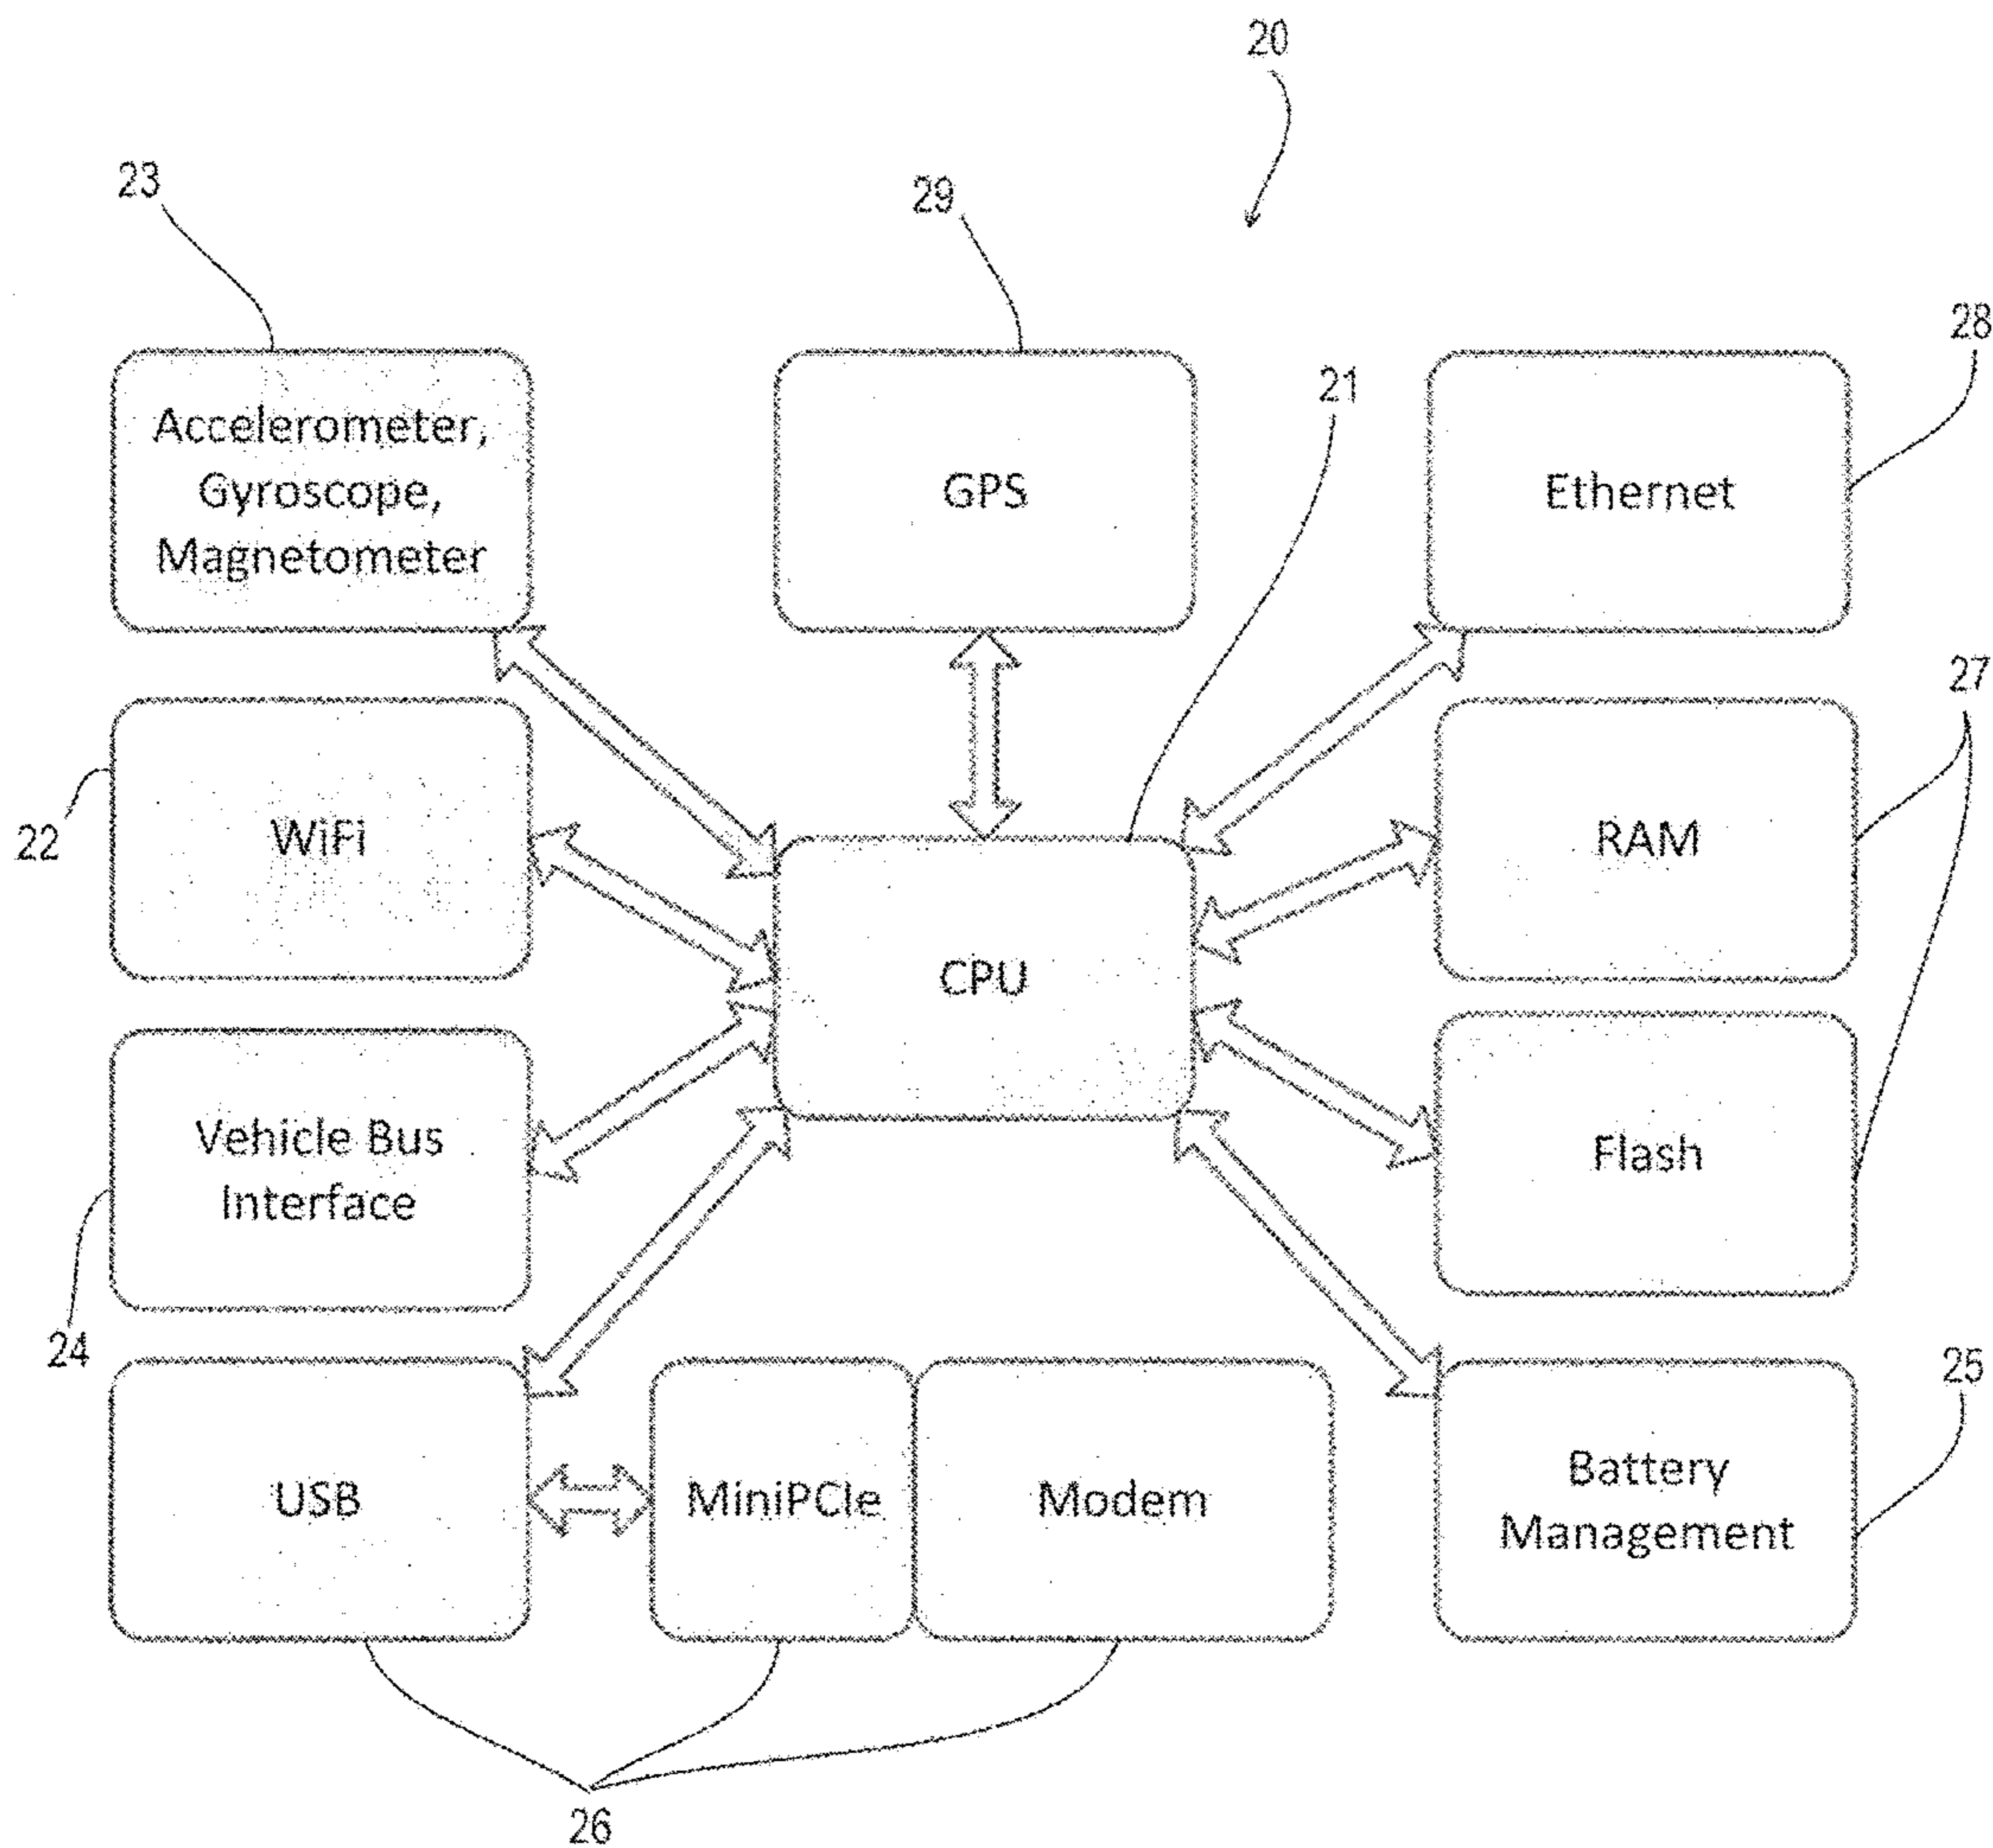 20
23
29
28
21
Accelerometer,
Gyroscope,
Magnetometer
GPS
Ethernet
27
22
WiFi
RAM
CPU
Vehicle Bus
Interface
Flash
24
25
USB
MiniPCIe
Modem
Battery
Management
26